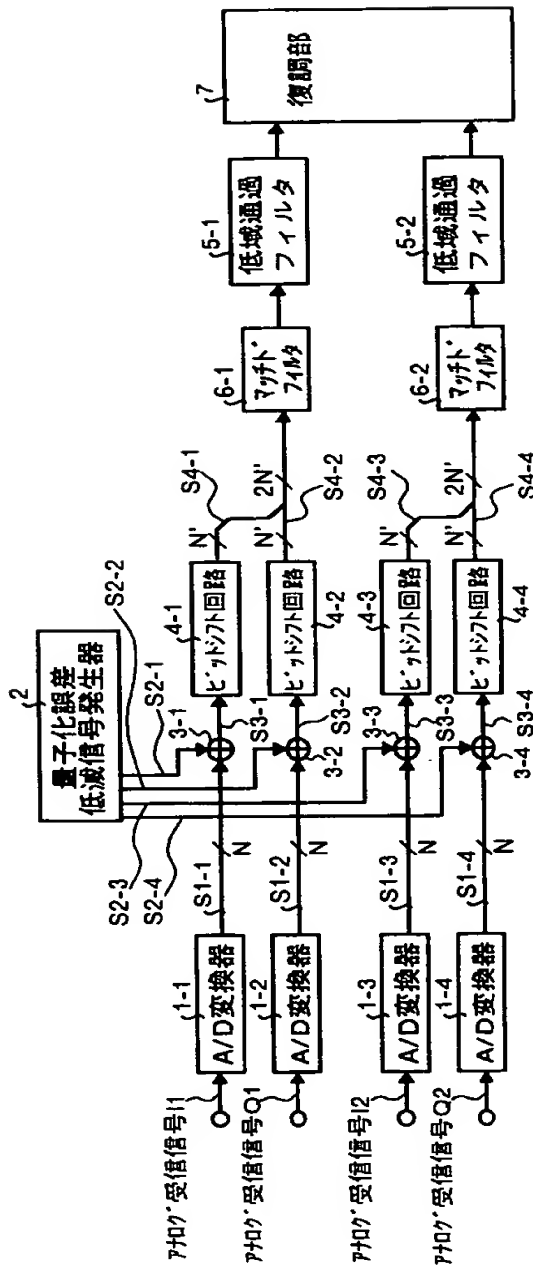 2
量子化誤差
低減信号発生器
S2-3
S2-4
S2-1
S2-2
アナログ受信信号I1
1-1
A/D変換器
S1-1
N
3-1
S3-1
4-1
ビットシフト回路
N'
S4-1
アナログ受信信号Q1
1-2
A/D変換器
S1-2
N
3-2
S3-2
4-2
ビットシフト回路
N'
2N'
S4-2
6-1
マッチド
フィルタ
5-1
低域通過
フィルタ
7
復調部
アナログ受信信号I2
1-3
A/D変換器
S1-3
N
3-3
S3-3
4-3
ビットシフト回路
N'
S4-3
アナログ受信信号Q2
1-4
A/D変換器
S1-4
N
3-4
S3-4
4-4
ビットシフト回路
N'
2N'
S4-4
6-2
マッチド
フィルタ
5-2
低域通過
フィルタ